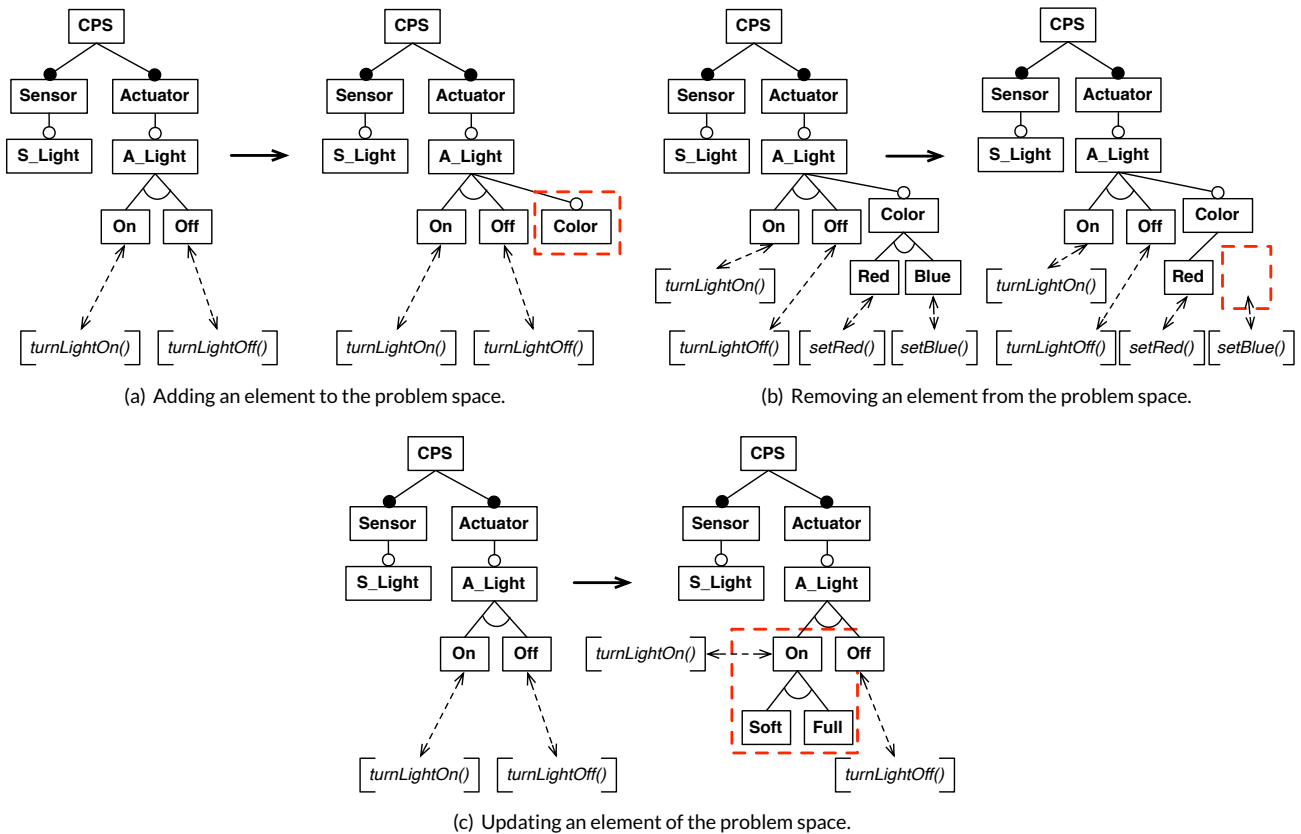 CPS
Sensor Actuator
S_Light A_Light
On Off
turnLightOn() turnLightOff()
CPS
Sensor Actuator
S_Light A_Light
On Off Color
turnLightOn() turnLightOff()
(a) Adding an element to the problem space.
CPS
Sensor Actuator
S_Light A_Light
On Off Color
Red Blue
turnLightOn()
turnLightOff() setRed() setBlue()
CPS
Sensor Actuator
S_Light A_Light
On Off Color
Red
turnLightOn()
turnLightOff() setRed() setBlue()
(b) Removing an element from the problem space.
CPS
Sensor Actuator
S_Light A_Light
On Off
turnLightOn() turnLightOff()
CPS
Sensor Actuator
S_Light A_Light
turnLightOn() On Off
Soft Full
turnLightOff()
(c) Updating an element of the problem space.